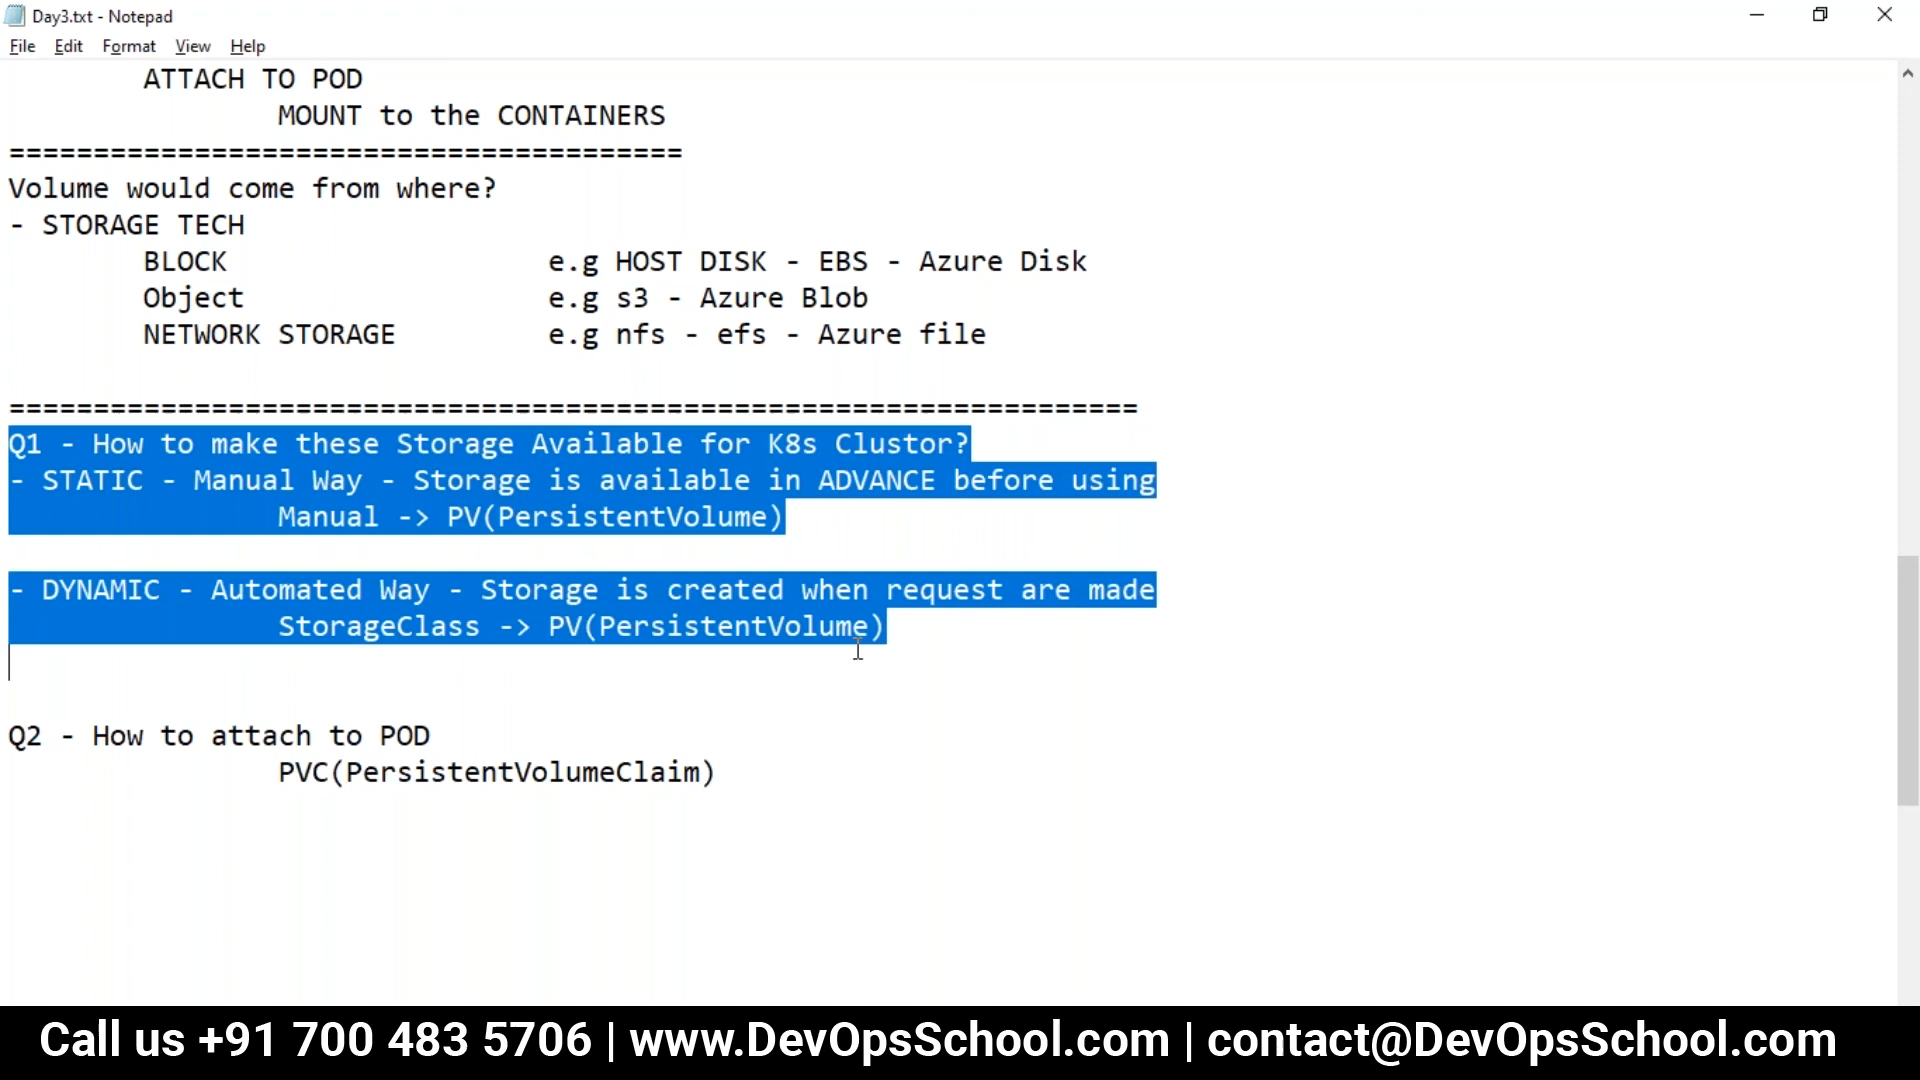 Day3.txt - Notepad
File Edit Format View Help
ATTACH TO POD
MOUNT to the CONTAINERS
========================================
Volume would come from where?
- STORAGE TECH
BLOCK e.g HOST DISK - EBS - Azure Disk
Object e.g s3 - Azure Blob
NETWORK STORAGE e.g nfs - efs - Azure file
===================================================================
Q1 - How to make these Storage Available for K8s Clustor?
- STATIC - Manual Way - Storage is available in ADVANCE before using
Manual -> PV(PersistentVolume)
- DYNAMIC - Automated Way - Storage is created when request are made
StorageClass -> PV(PersistentVolume)
Q2 - How to attach to POD
PVC(PersistentVolumeClaim)
Call us +91 700 483 5706 | www.DevOpsSchool.com | contact@DevOpsSchool.com